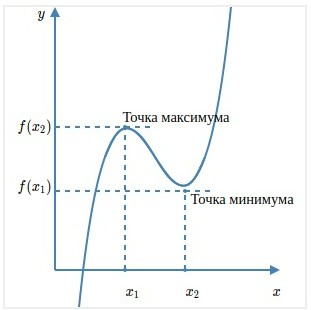 y
Точка максимума
f(x₂)
f(x₁)
Точка минимума
x₁
x₂
x